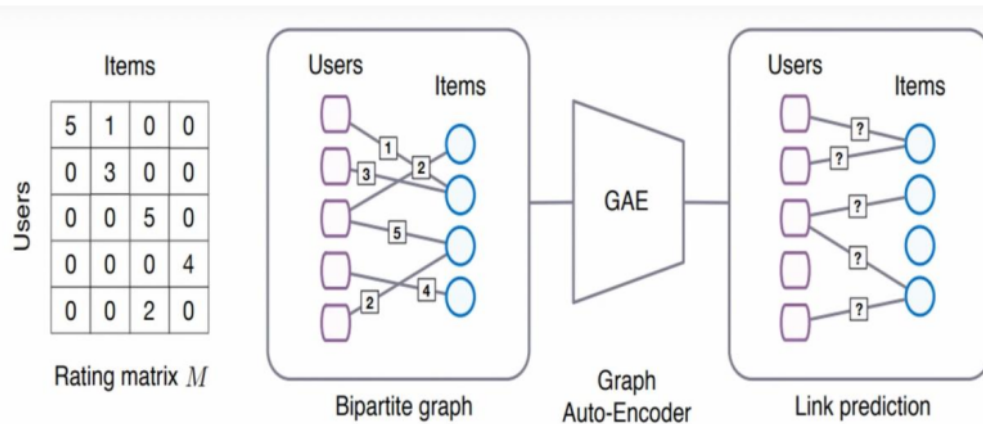 Items
Users
5 1 0 0
0 3 0 0
0 0 5 0
0 0 0 4
0 0 2 0
Rating matrix M
Users
Items
1
2
3
5
4
2
Bipartite graph
GAE
Graph
Auto-Encoder
Users
Items
?
?
?
?
?
Link prediction